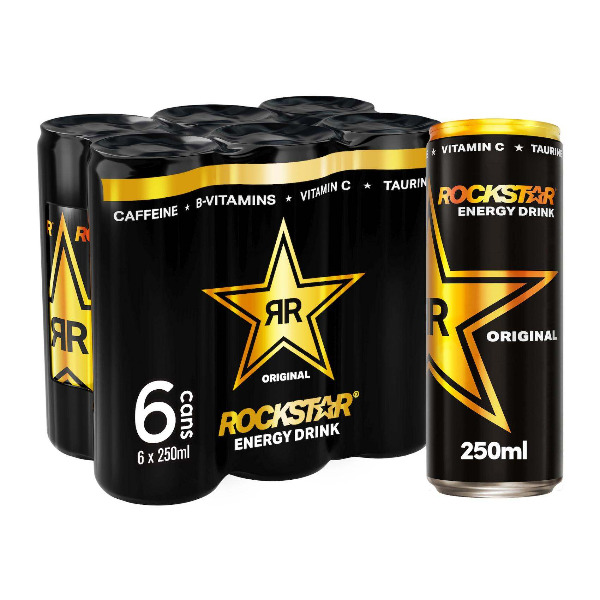 CAFFEINE ★ B-VITAMINS ★ VITAMIN C ★ TAURIN
RR
ORIGINAL
ROCKSTAR®
ENERGY DRINK
6 cans
6 x 250ml
R
RR
★ VITAMIN C ★ TAURINE
ROCKSTAR
ENERGY DRINK
R
ORIGINAL
250ml